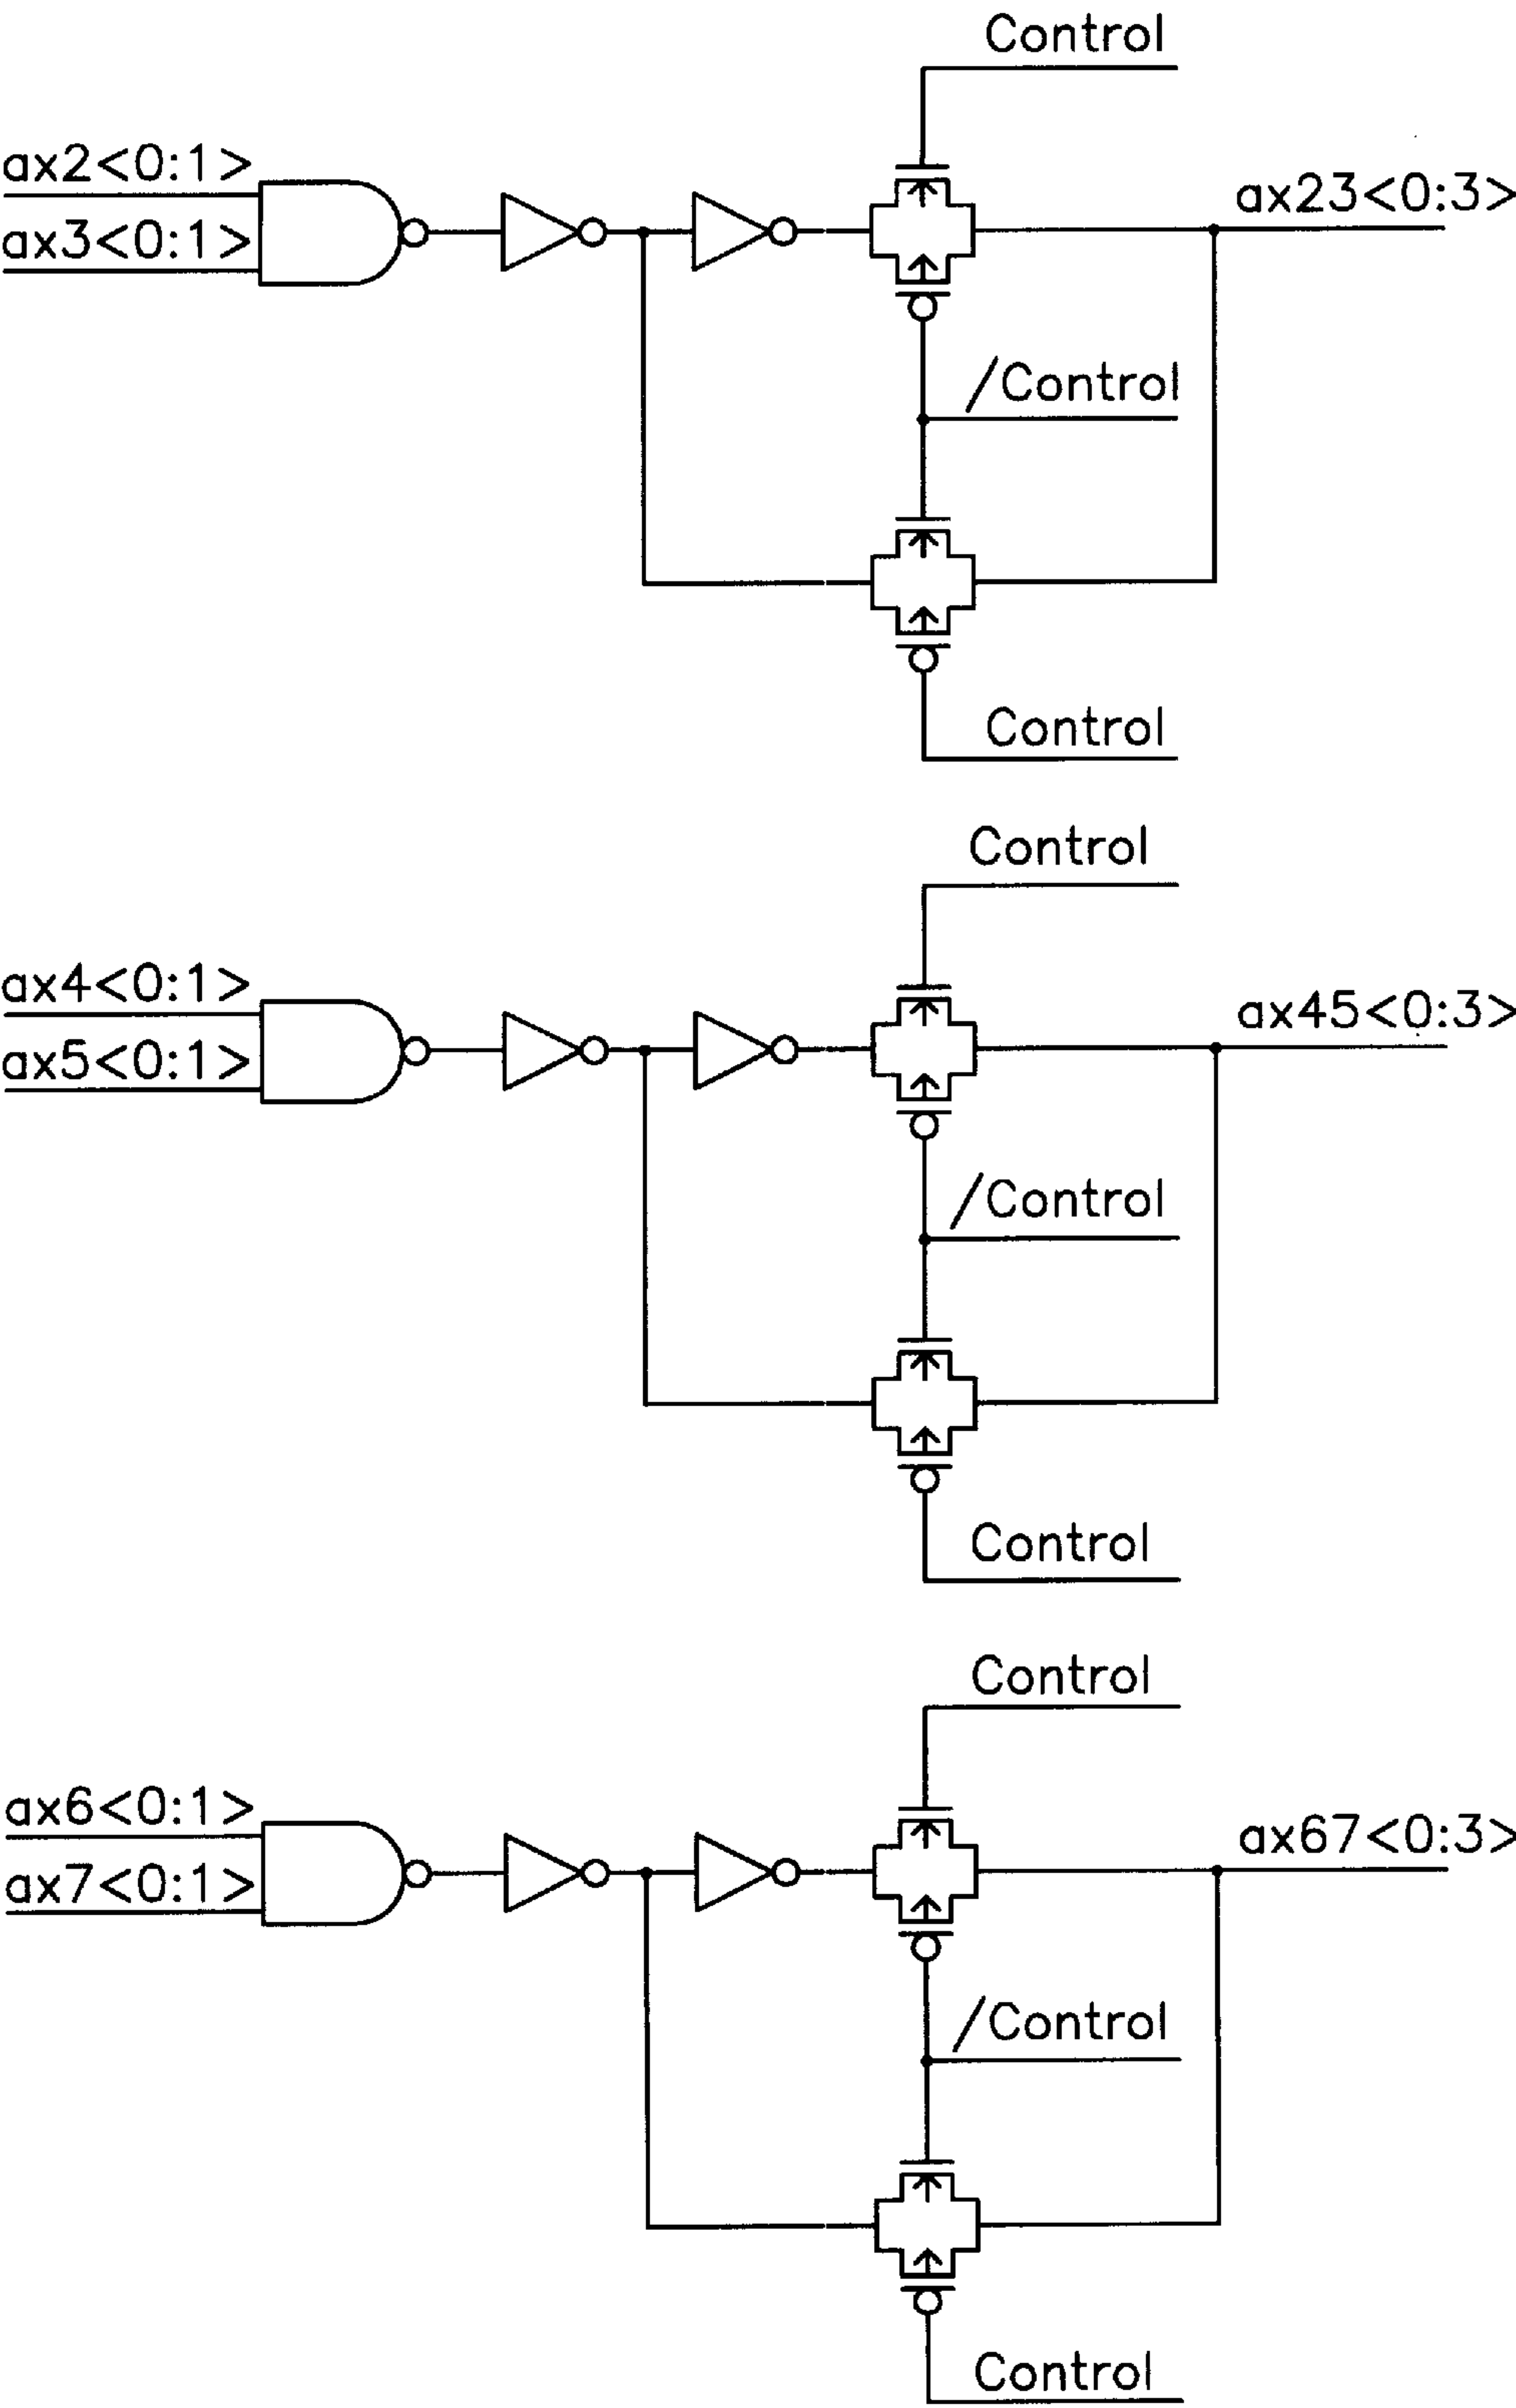 Control
ax2<0:1>
ax23<0:3>
ax3<0:1>
/Control
Control
Control
ax4<0:1>
ax45<0:3>
ax5<0:1>
/Control
Control
Control
ax6<0:1>
ax67<0:3>
ax7<0:1>
/Control
Control